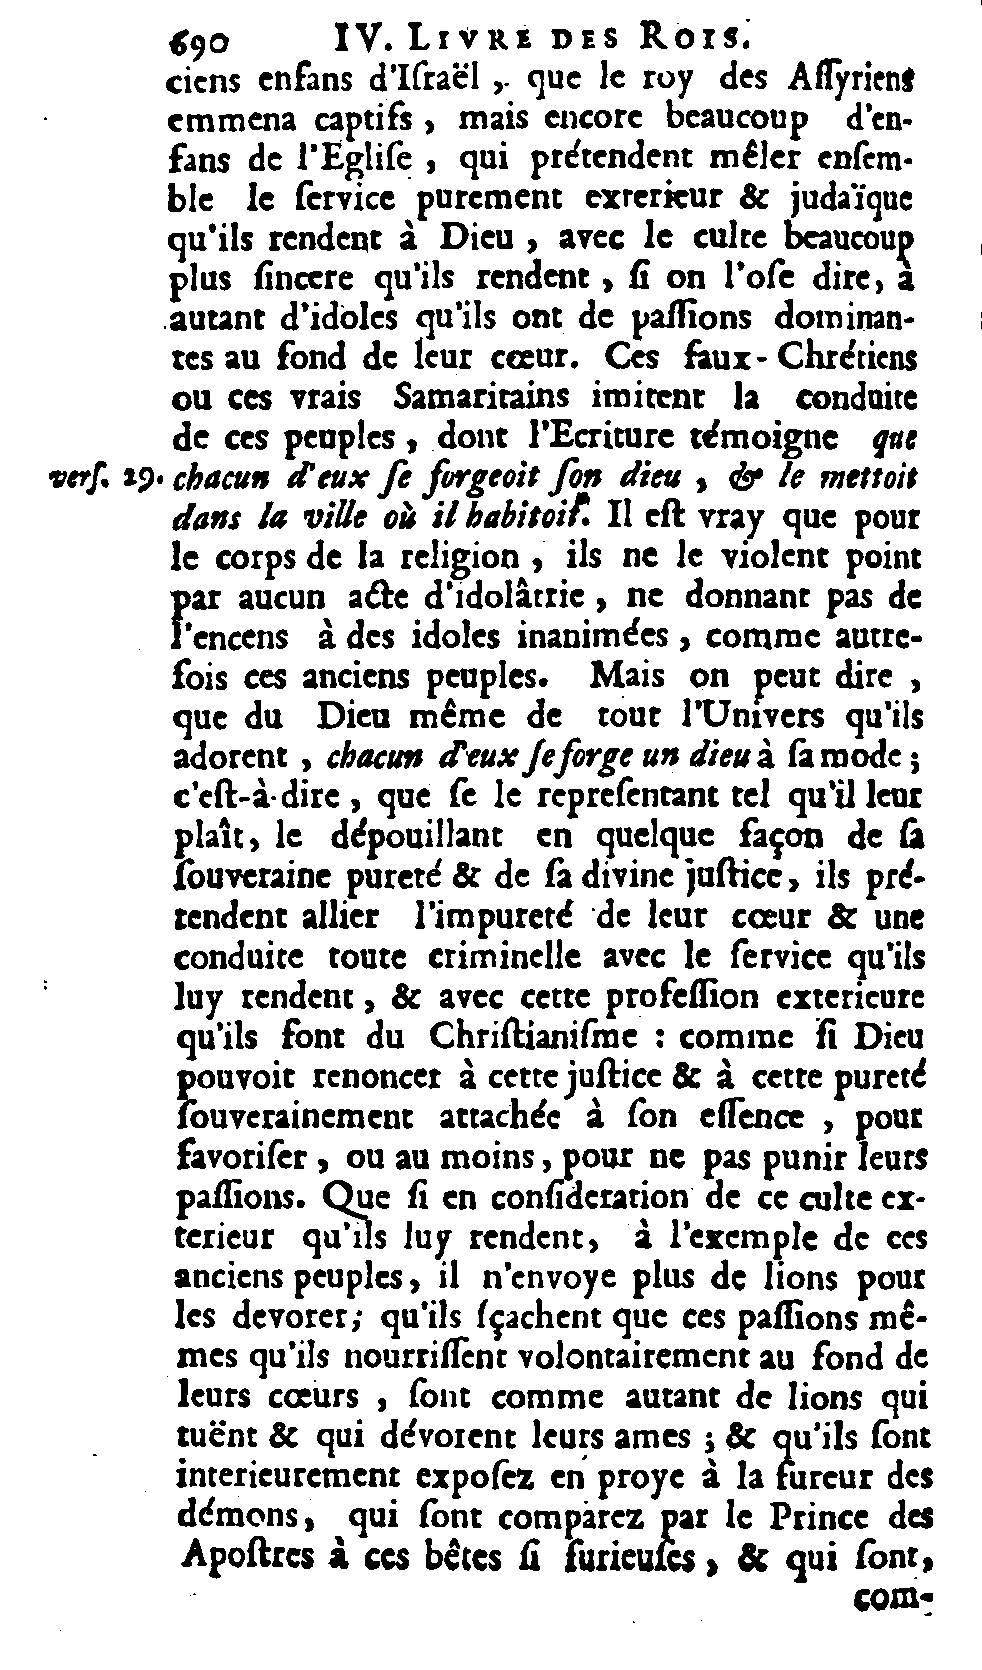 690 IV. LIVRE DES ROIS.
ciens enfans d'Iſraël, que le roy des Aſſyriens
emmena captifs, mais encore beaucoup d'en-
fans de l'Egliſe, qui prétendent mêler enſem-
ble le ſervice purement exterieur & judaïque
qu'ils rendent à Dieu, avec le culte beaucoup
plus ſincere qu'ils rendent, ſi on l'oſe dire, à
autant d'idoles qu'ils ont de paſſions dominan-
tes au fond de leur cœur. Ces faux-Chrétiens
ou ces vrais Samaritains imitent la conduite
de ces peuples, dont l'Ecriture témoigne que
verſ. 29. chacun d'eux ſe forgeoit ſon dieu, & le mettoit
dans la ville où il habitoit. Il eſt vray que pour
le corps de la religion, ils ne le violent point
par aucun acte d'idolâtrie, ne donnant pas de
l'encens à des idoles inanimées, comme autre-
fois ces anciens peuples. Mais on peut dire,
que du Dieu même de tout l'Univers qu'ils
adorent, chacun d'eux ſe forge un dieu à ſa mode;
c'eſt-à-dire, que ſe le repreſentant tel qu'il leur
plaît, le dépouillant en quelque façon de ſa
ſouveraine pureté & de ſa divine juſtice, ils pré-
tendent allier l'impureté de leur cœur & une
conduite toute criminelle avec le ſervice qu'ils
luy rendent, & avec cette profeſſion exterieure
qu'ils font du Chriſtianiſme : comme ſi Dieu
pouvoit renoncer à cette juſtice & à cette pureté
ſouverainement attachée à ſon eſſence, pour
favoriſer, ou au moins, pour ne pas punir leurs
paſſions. Que ſi en conſideration de ce culte ex-
terieur qu'ils luy rendent, à l'exemple de ces
anciens peuples, il n'envoye plus de lions pour
les devorer; qu'ils ſçachent que ces paſſions mê-
mes qu'ils nourriſſent volontairement au fond de
leurs cœurs, ſont comme autant de lions qui
tuënt & qui dévorent leurs ames; & qu'ils ſont
interieurement expoſez en proye à la fureur des
démons, qui ſont comparez par le Prince des
Apoſtres à ces bêtes ſi furieuſes, & qui ſont,
com-